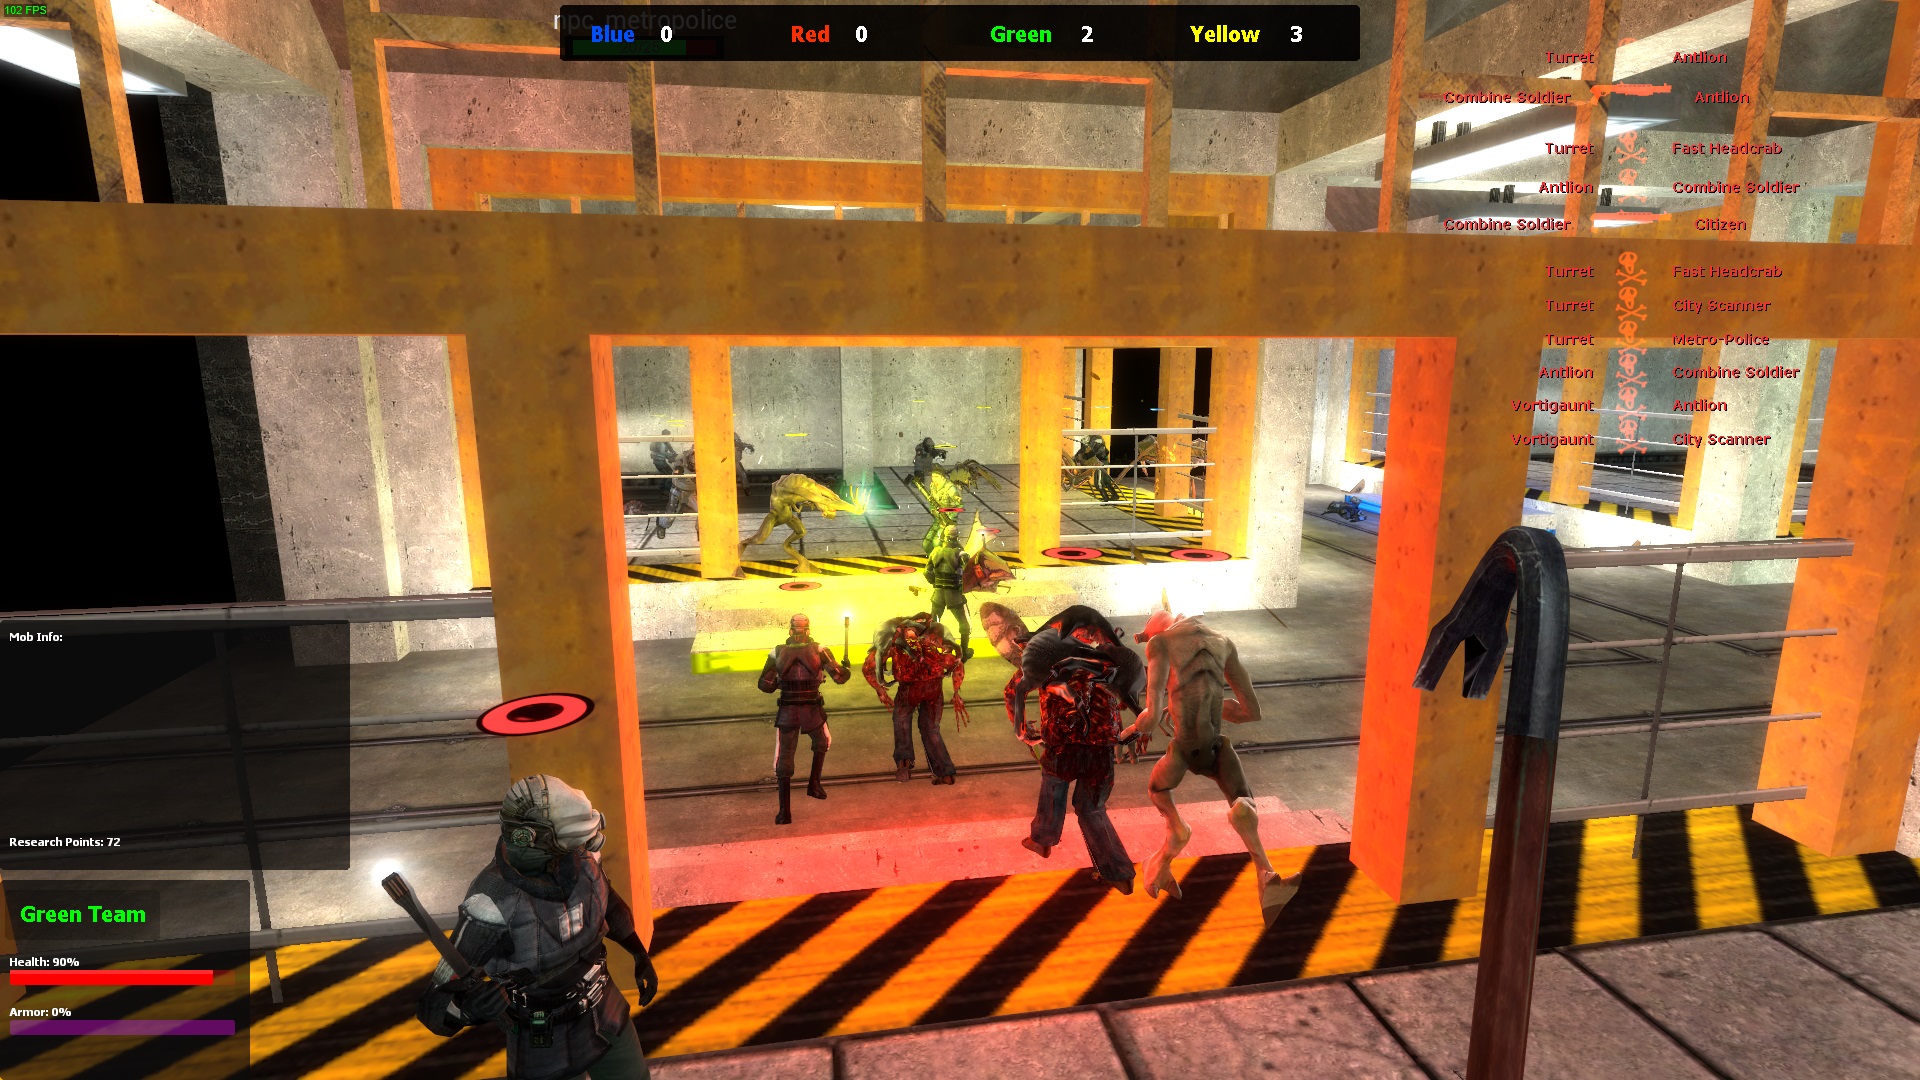 102 FPS
npc_metropolice
Blue 0 Red 0 Green 2 Yellow 3
Turret Antlion
Combine Soldier Antlion
Turret Fast Headcrab
Antlion Combine Soldier
Combine Soldier Citizen
Turret Fast Headcrab
Turret City Scanner
Turret Metro-Police
Antlion Combine Soldier
Vortigaunt Antlion
Vortigaunt City Scanner
Mob Info:
Research Points: 72
Green Team
Health: 90%
Armor: 0%